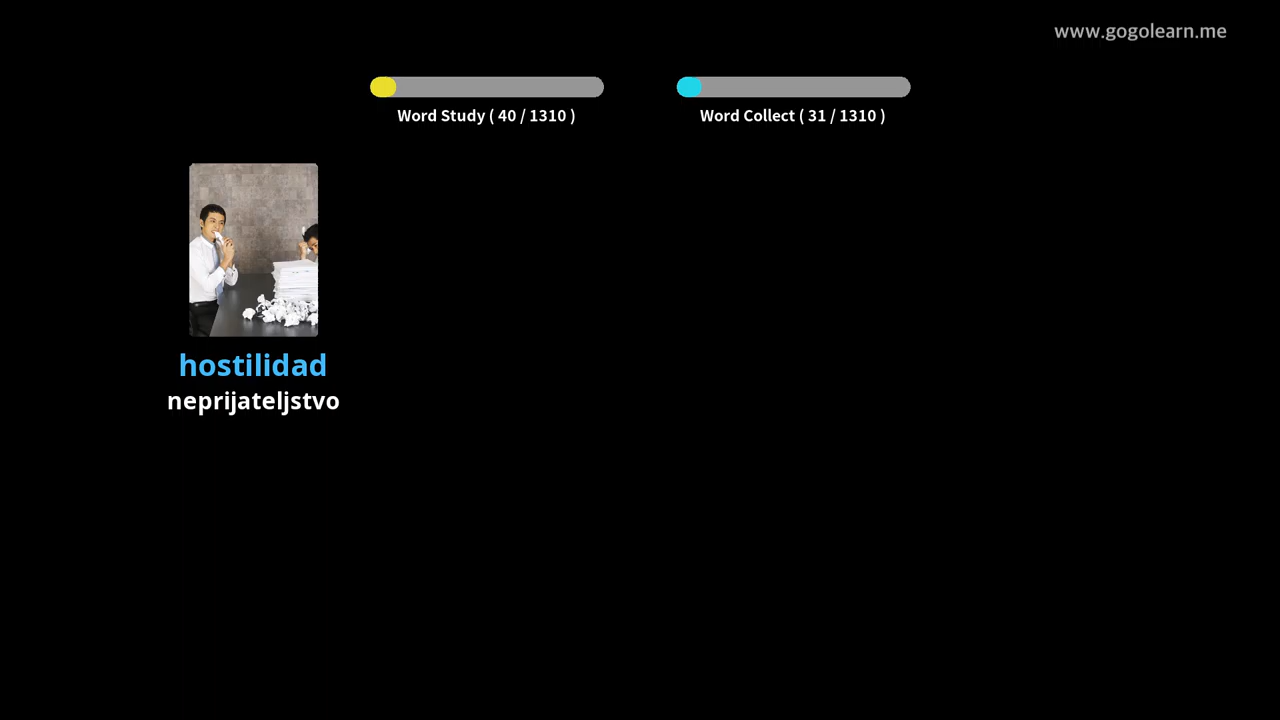 www.gogolearn.me
Word Study ( 40 / 1310 )
Word Collect ( 31 / 1310 )
hostilidad
neprijateljstvo